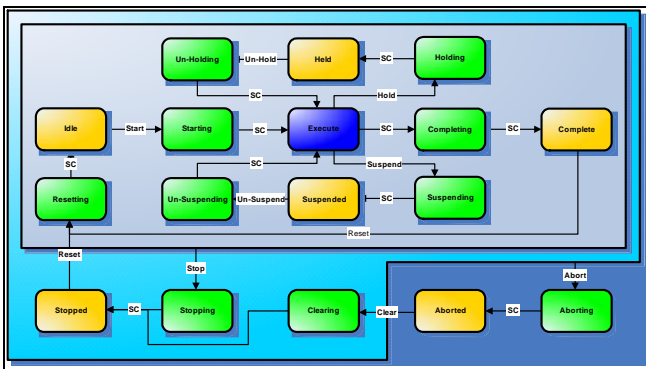 Un-Holding Un-Hold Held SC Holding
SC Hold
Idle Start Starting SC Execute SC Completing SC Complete
SC SC Suspend
Resetting Un-Suspending Un-Suspend Suspended SC Suspending
Reset
Reset Stop
Abort
Stopped SC Stopping Clearing Clear Aborted SC Aborting